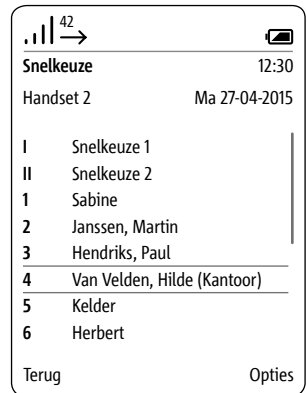 42
Snelkeuze 12:30
Handset 2 Ma 27-04-2015
I Snelkeuze 1
II Snelkeuze 2
1 Sabine
2 Janssen, Martin
3 Hendriks, Paul
4 Van Velden, Hilde (Kantoor)
5 Kelder
6 Herbert
Terug Opties